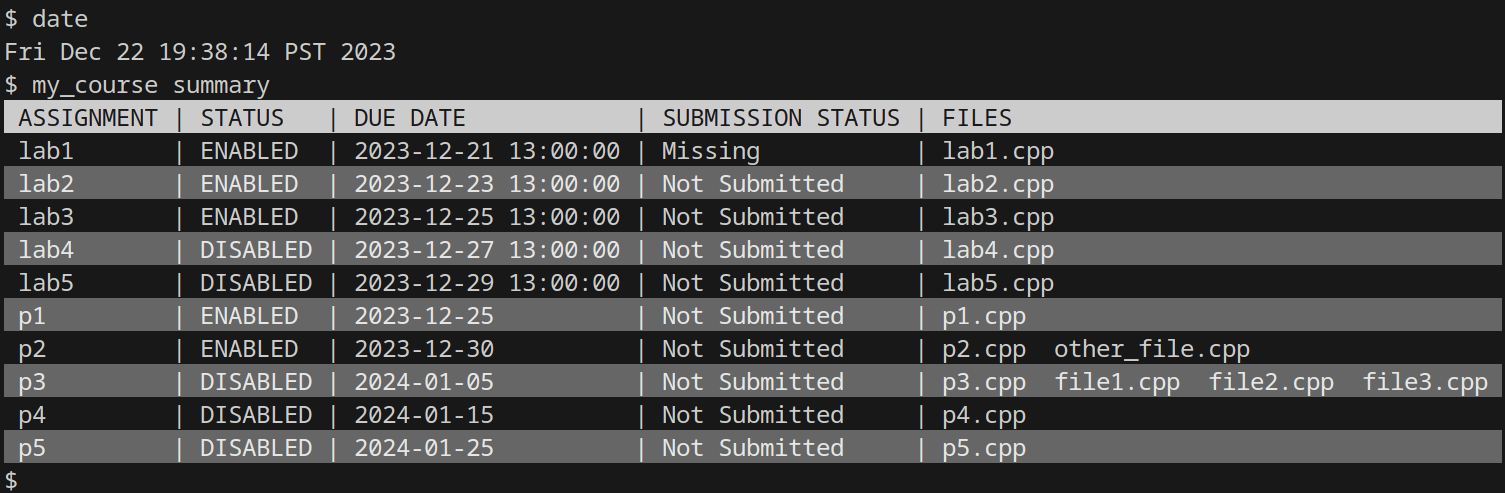 $ date
Fri Dec 22 19:38:14 PST 2023
$ my_course summary
 ASSIGNMENT | STATUS   | DUE DATE            | SUBMISSION STATUS | FILES
 lab1       | ENABLED  | 2023-12-21 13:00:00 | Missing           | lab1.cpp
 lab2       | ENABLED  | 2023-12-23 13:00:00 | Not Submitted     | lab2.cpp
 lab3       | ENABLED  | 2023-12-25 13:00:00 | Not Submitted     | lab3.cpp
 lab4       | DISABLED | 2023-12-27 13:00:00 | Not Submitted     | lab4.cpp
 lab5       | DISABLED | 2023-12-29 13:00:00 | Not Submitted     | lab5.cpp
 p1         | ENABLED  | 2023-12-25          | Not Submitted     | p1.cpp
 p2         | ENABLED  | 2023-12-30          | Not Submitted     | p2.cpp  other_file.cpp
 p3         | DISABLED | 2024-01-05          | Not Submitted     | p3.cpp  file1.cpp  file2.cpp  file3.cpp
 p4         | DISABLED | 2024-01-15          | Not Submitted     | p4.cpp
 p5         | DISABLED | 2024-01-25          | Not Submitted     | p5.cpp
$